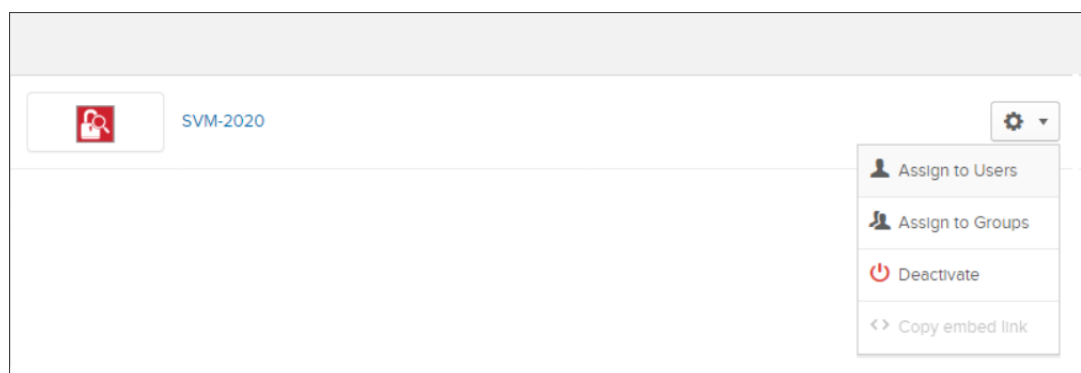 SVM-2020
Assign to Users
Assign to Groups
Deactivate
Copy embed link